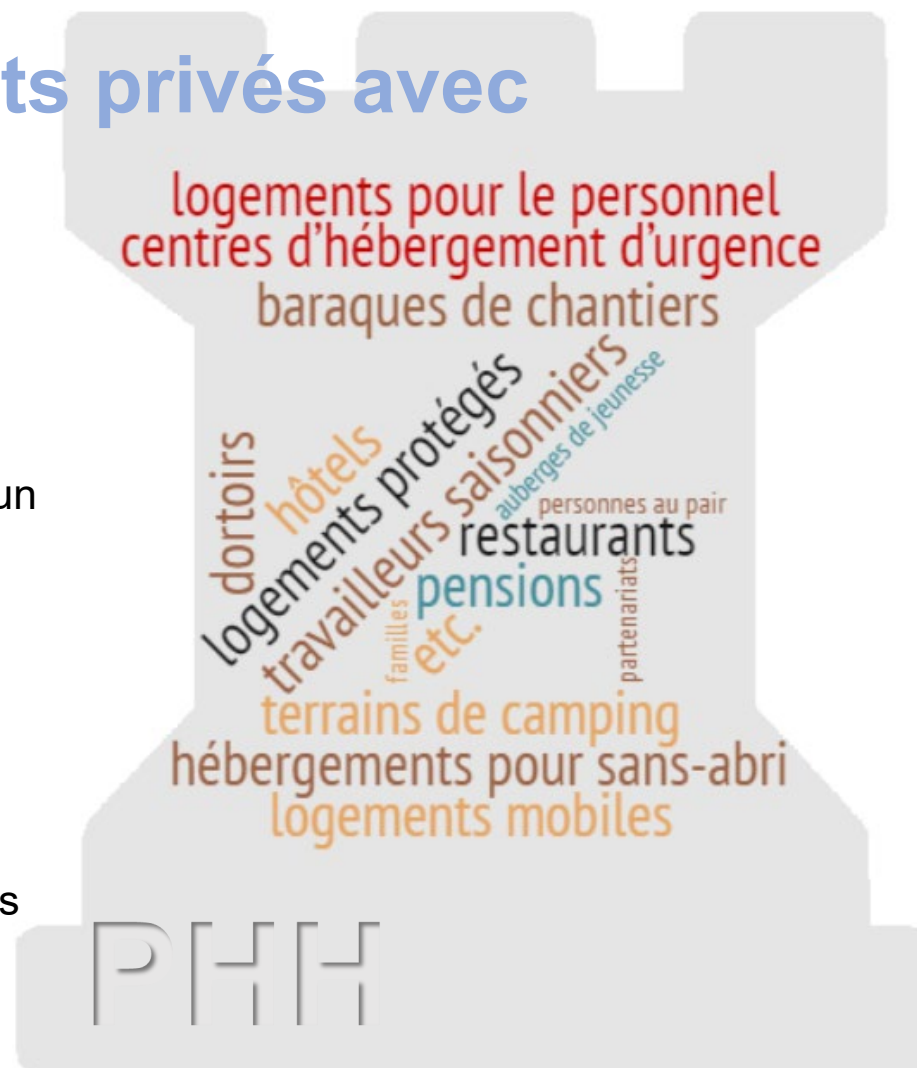 ts privés avec
logements pour le personnel
centres d'hébergement d'urgence
baraques de chantiers
dortoirs
hôtels
logements protégés
travailleurs saisonniers
auberges de jeunesse
un
personnes au pair
restaurants
pensions
familles
etc.
partenariats
terrains de camping
hébergements pour sans-abri
logements mobiles
s
PHH